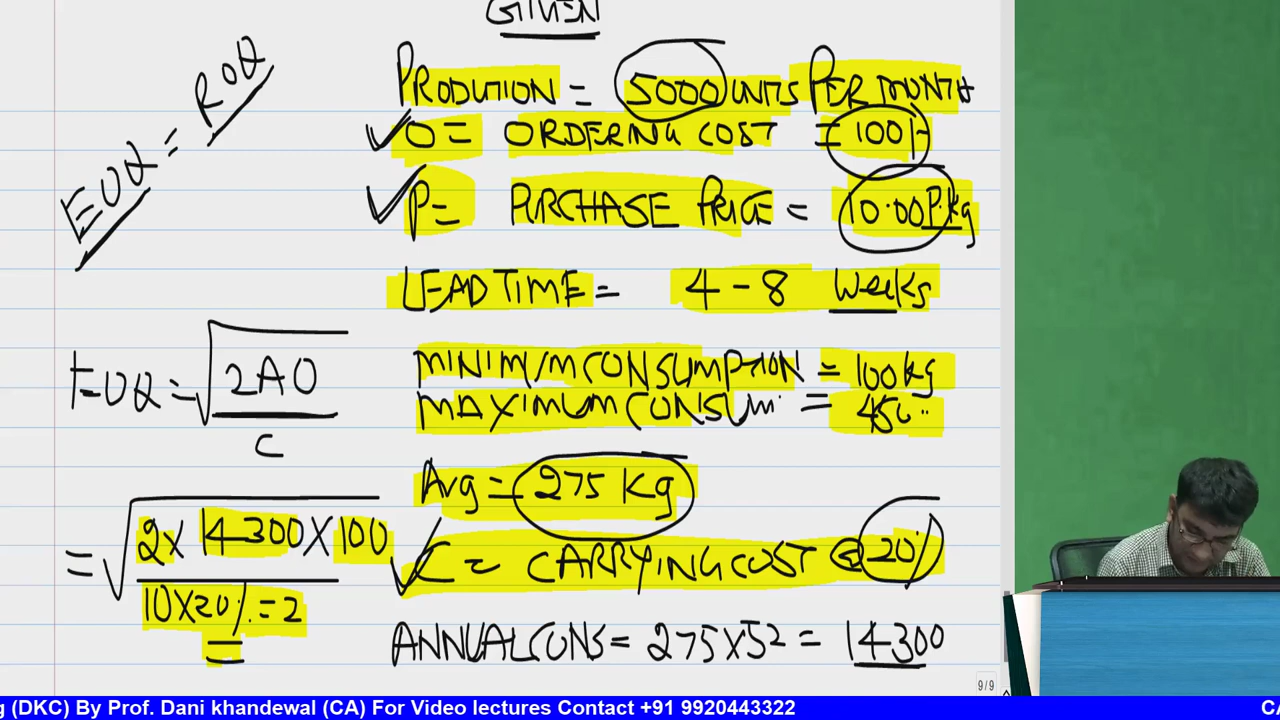 GIVEN
EOQ = ROQ
PRODUTION = 5000 UNITS PER MONTH
O = ORDERING COST = 100/-
P = PURCHASE PRICE = 10.00 P.Kg
LEAD TIME = 4 - 8 Weeks
EOQ = √2AO
C
MINIM/M CONSUMPTION = 100 kg
MAXIMUM CONSUM = 450 "
Avg = 275 Kg
= √2 x 14300 X 100
10 X 20% = 2
C = CARRYING COST @ 20%
ANNUAL CONS = 275 X 52 = 14300
9/9
g (DKC) By Prof. Dani khandewal (CA) For Video lectures Contact +91 9920443322
CA